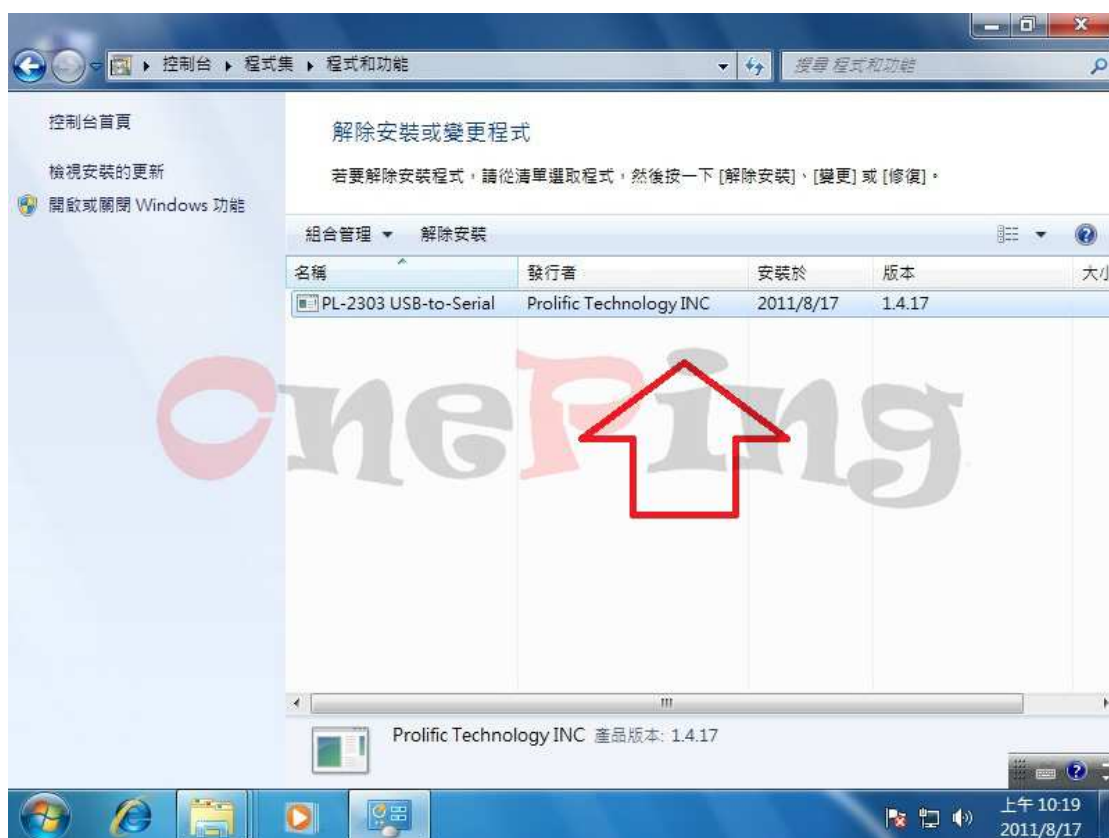 控制台 ▸ 程式集 ▸ 程式和功能
搜尋 程式和功能
控制台首頁
檢視安裝的更新
開啟或關閉 Windows 功能
解除安裝或變更程式
若要解除安裝程式，請從清單選取程式，然後按一下 [解除安裝]、[變更] 或 [修復]。
組合管理 解除安裝
名稱 發行者 安裝於 版本 大小
PL-2303 USB-to-Serial Prolific Technology INC 2011/8/17 1.4.17
OnePing
Prolific Technology INC 產品版本: 1.4.17
上午 10:19
2011/8/17